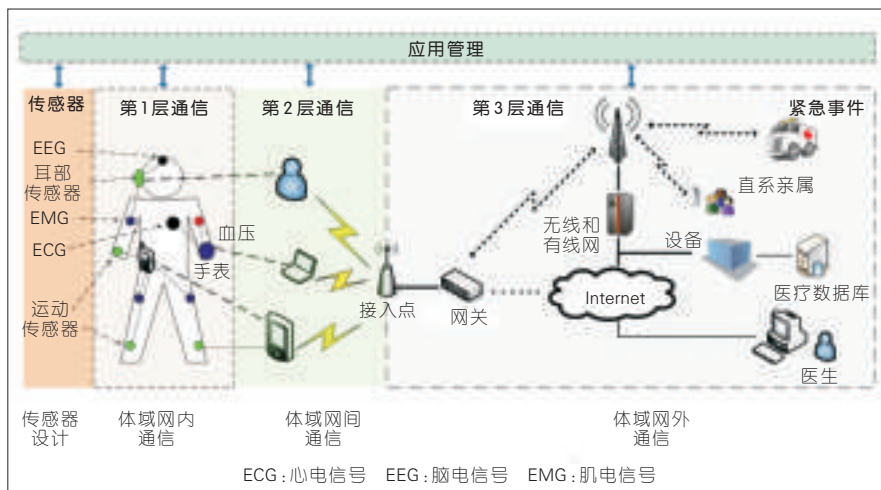 应用管理
传感器
第1层通信
第2层通信
第3层通信
紧急事件
EEG
耳部
传感器
EMG
ECG
运动
传感器
血压
手表
接入点
网关
无线和
有线网
Internet
直系亲属
设备
医疗数据库
医生
传感器
设计
体域网内
通信
体域网间
通信
体域网外
通信
ECG:心电信号 EEG:脑电信号 EMG:肌电信号